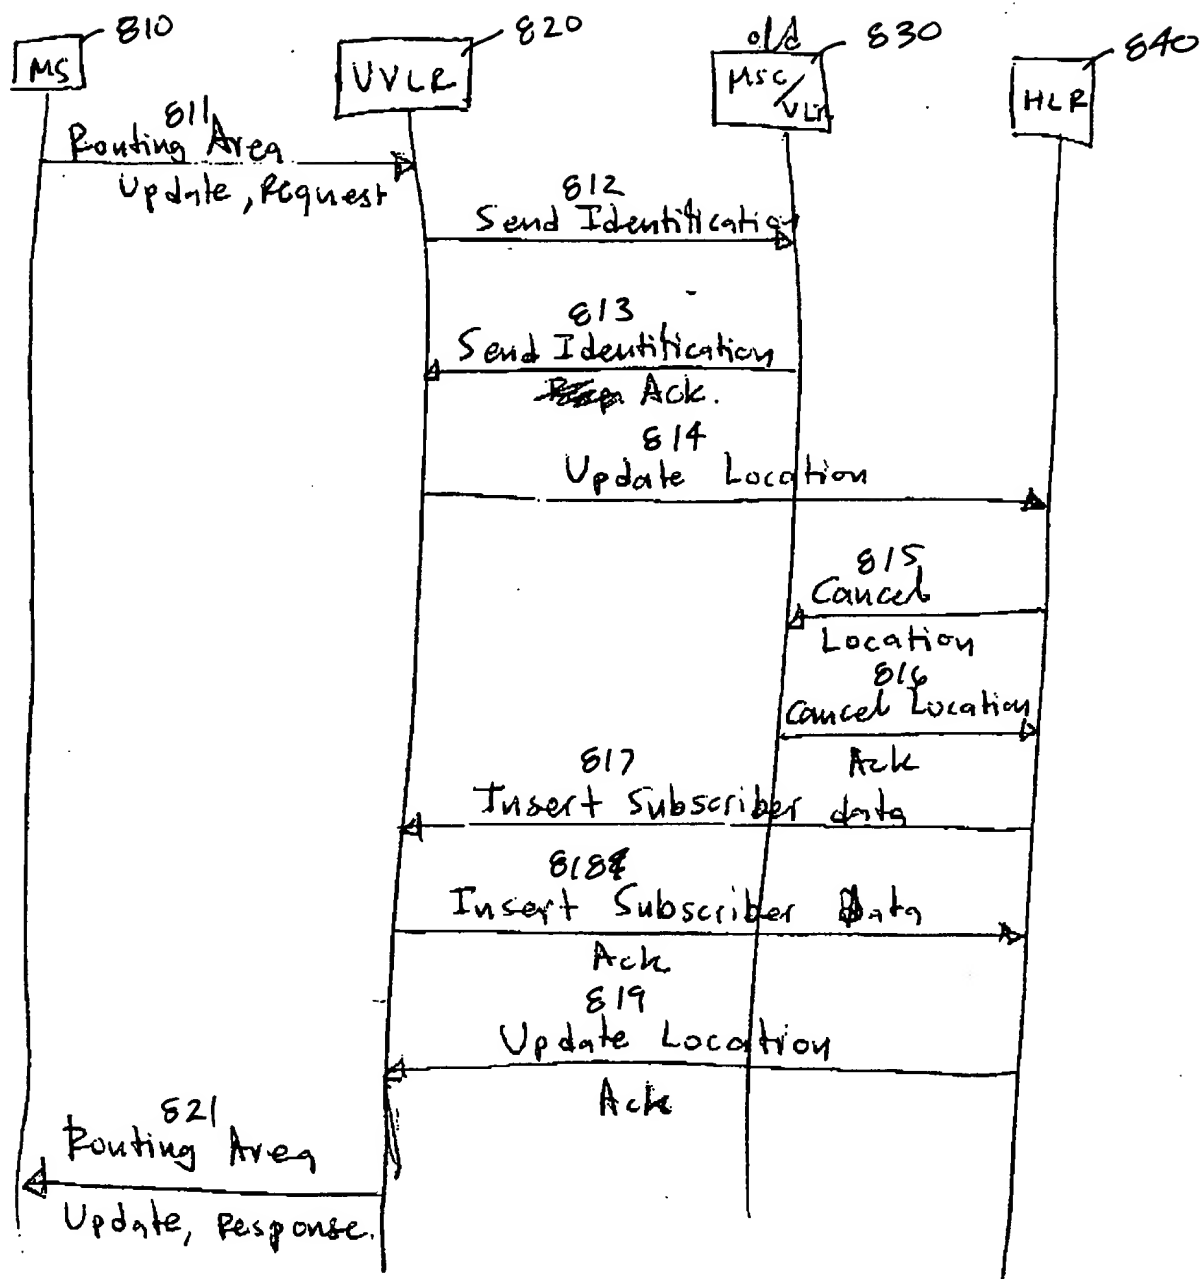 810
MS
820
UVLR
old
830
MSC
/
VLR
840
HLR
811
Routing Area
Update, Request
812
Send Identification
813
Send Identification
Ack.
814
Update Location
815
Cancel
Location
816
Cancel Location
Ack
817
Insert Subscriber data
818
Insert Subscriber Data
Ack
819
Update Location
Ack
821
Routing Area
Update, Response.